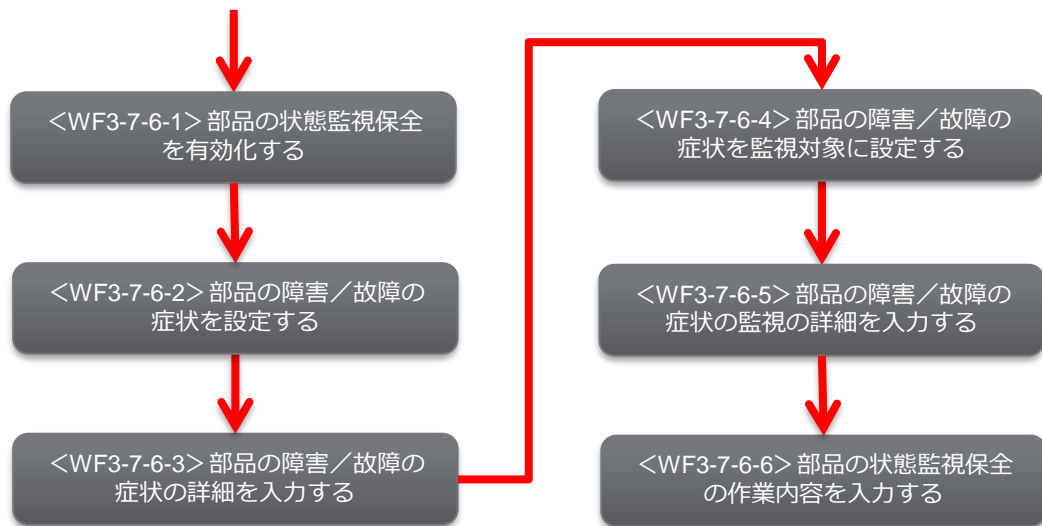 ＜WF3-7-6-1＞部品の状態監視保全
を有効化する
＜WF3-7-6-2＞部品の障害／故障の
症状を設定する
＜WF3-7-6-3＞部品の障害／故障の
症状の詳細を入力する
＜WF3-7-6-4＞部品の障害／故障の
症状を監視対象に設定する
＜WF3-7-6-5＞部品の障害／故障の
症状の監視の詳細を入力する
＜WF3-7-6-6＞部品の状態監視保全
の作業内容を入力する